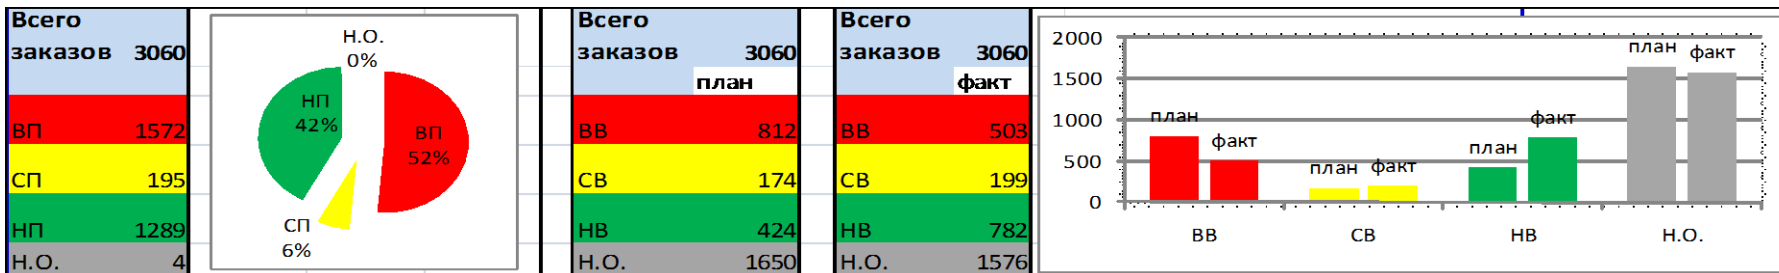 Всего
заказов 3060
ВП 1572
СП 195
НП 1289
Н.О. 4
Н.О.
0%
НП
42%
ВП
52%
СП
6%
Всего
заказов 3060
план
ВВ 812
СВ 174
НВ 424
Н.О. 1650
Всего
заказов 3060
факт
ВВ 503
СВ 199
НВ 782
Н.О. 1576
2000
1500
1000
500
0
план
факт
план
факт
план
факт
план
факт
ВВ
СВ
НВ
Н.О.